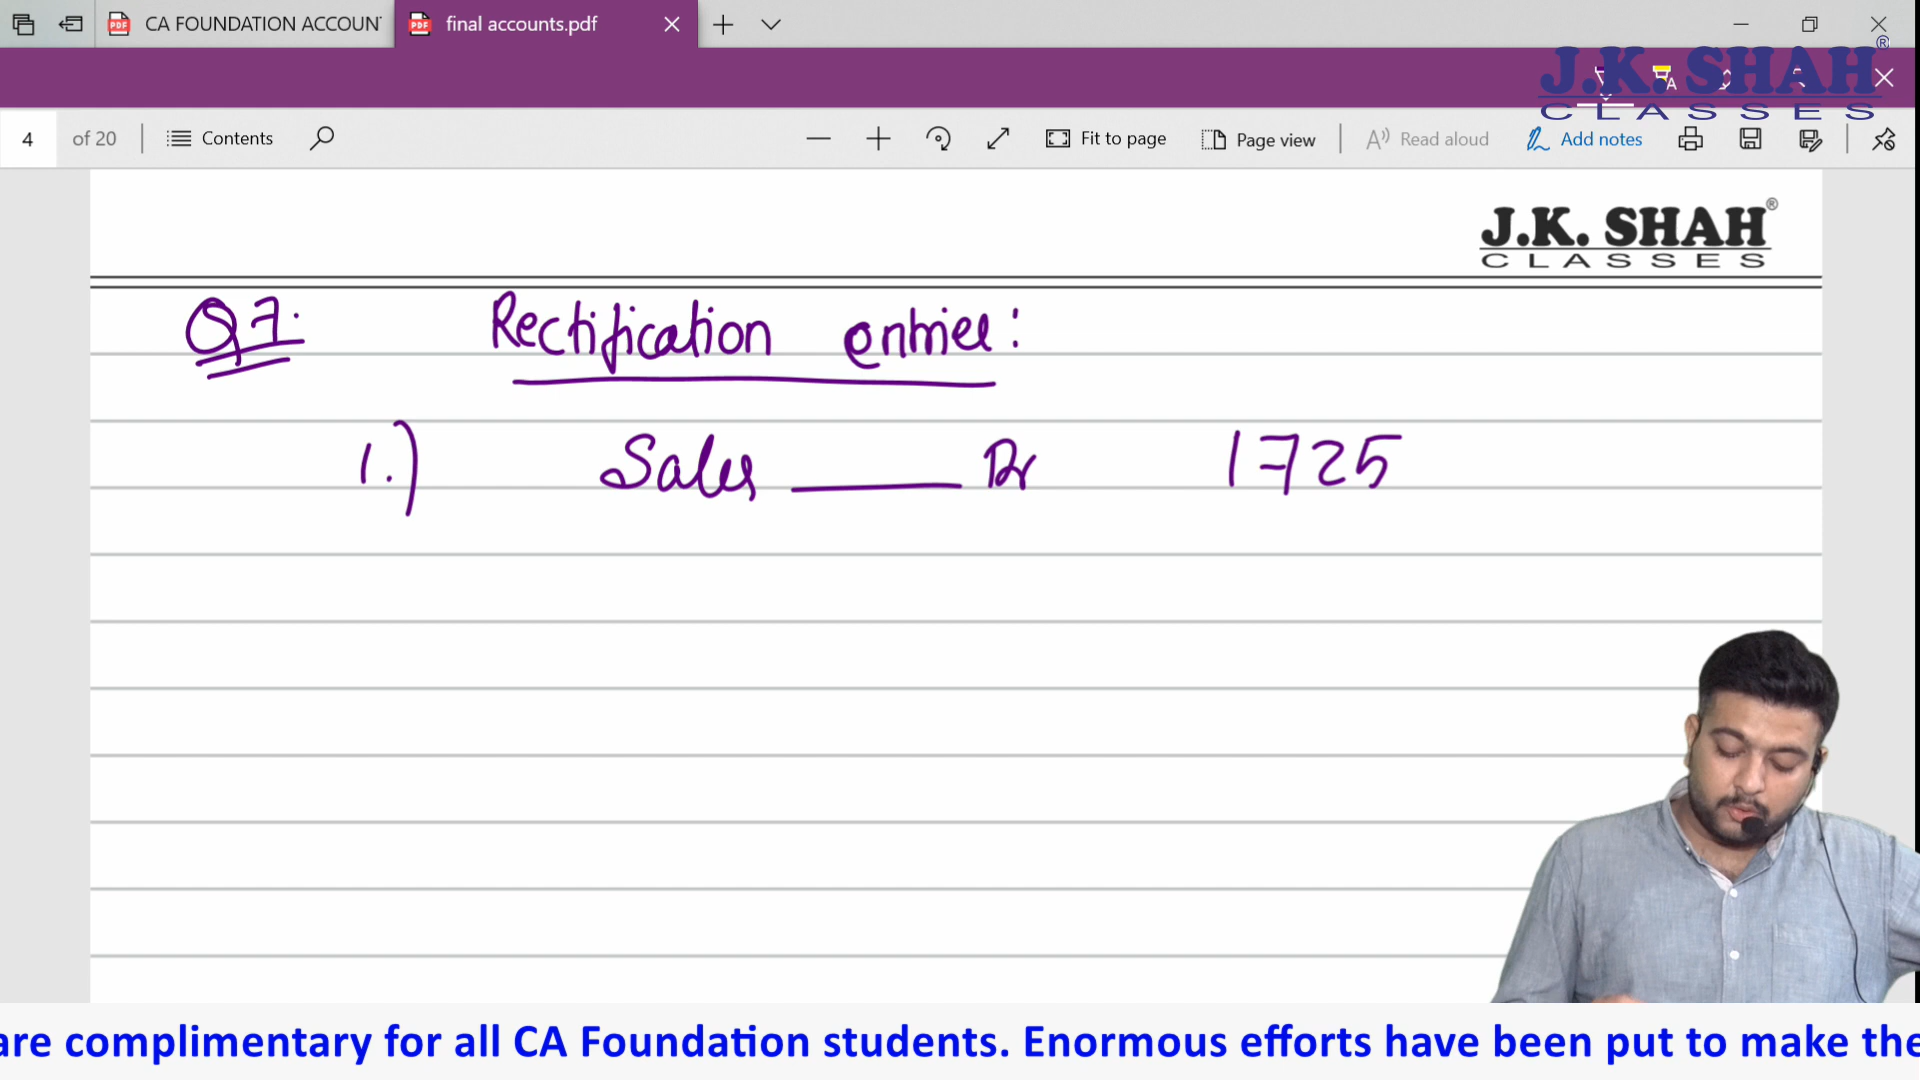 CA FOUNDATION ACCOUN
final accounts.pdf
J.K. SHAH®
CLASSES
4 of 20 Contents Fit to page Page view Read aloud Add notes
J.K. SHAH®
CLASSES
Q7. Rectification entries:
1.) Sales Dr 1725
are complimentary for all CA Foundation students. Enormous efforts have been put to make the